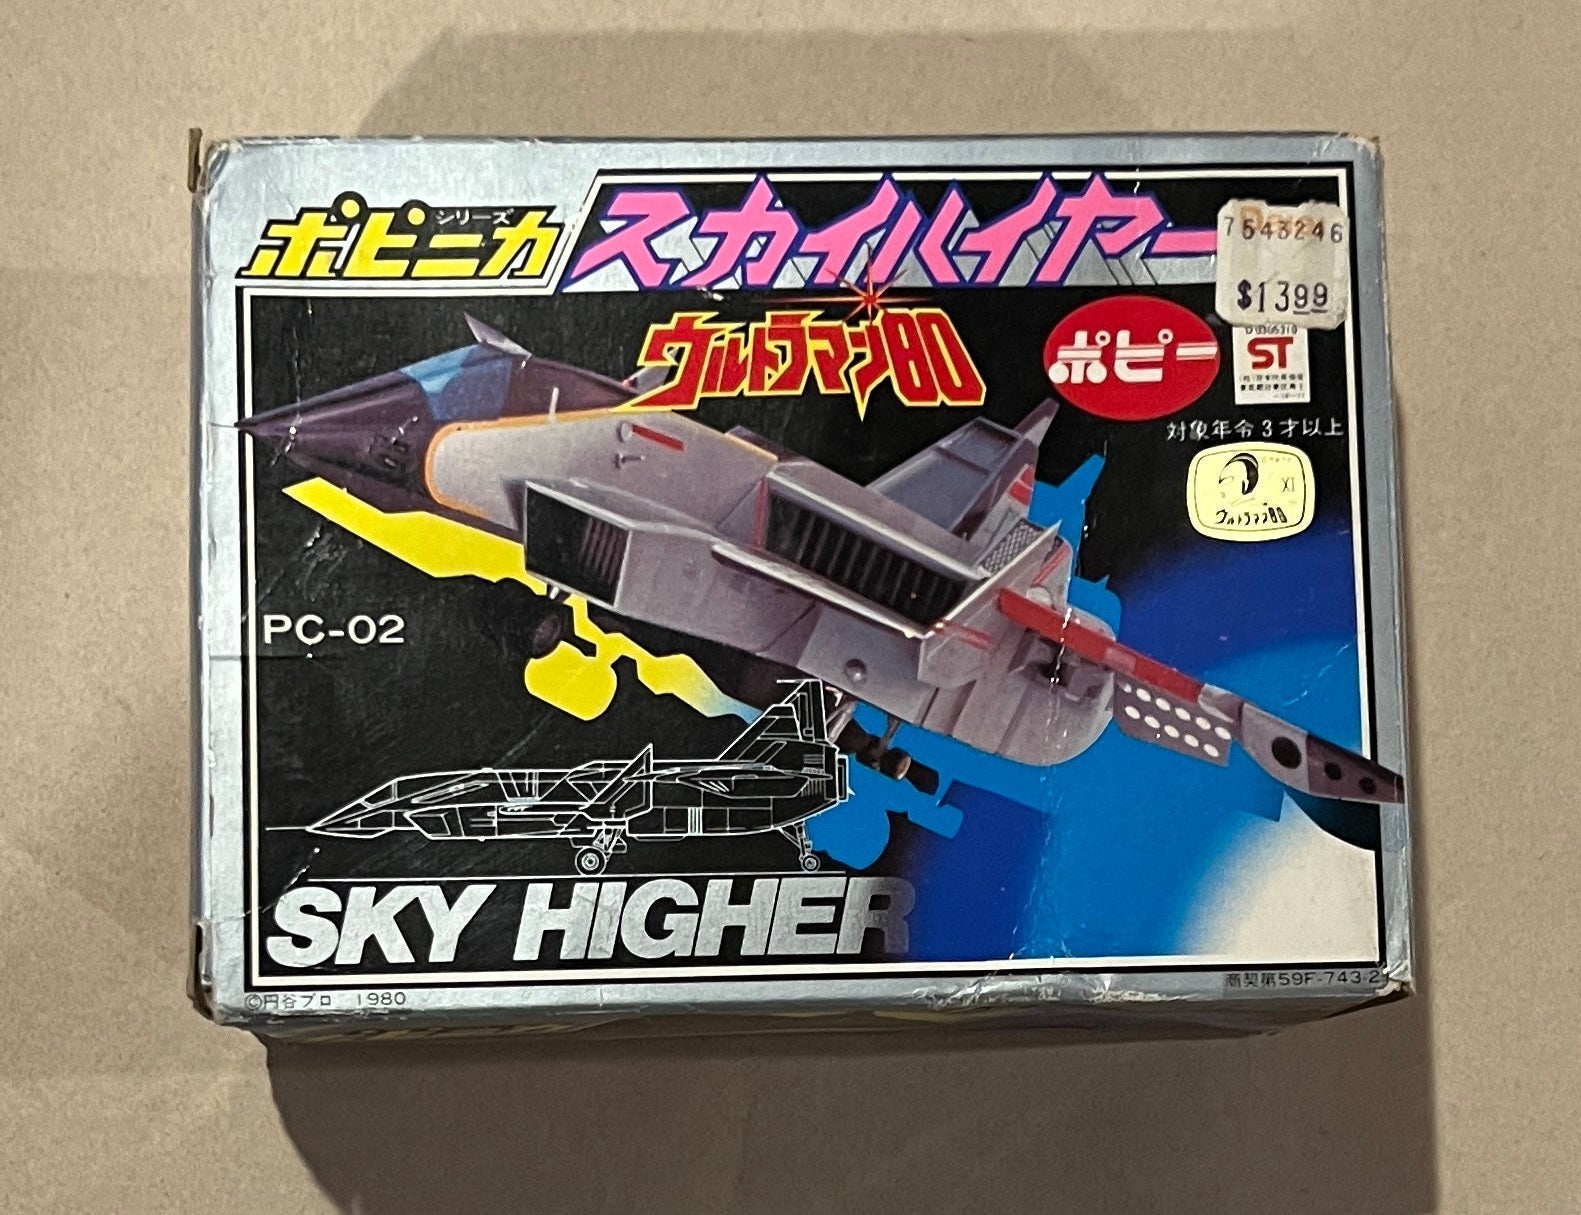 ポピニカ
シリーズ
スカイハイヤー
7543246
$13.99
ウルトラマン80
ポピー
ST
対象年令3才以上
XI
ウルトラマン80
PC-02
SKY HIGHER
©円谷プロ 1980
商契第59F-743-2